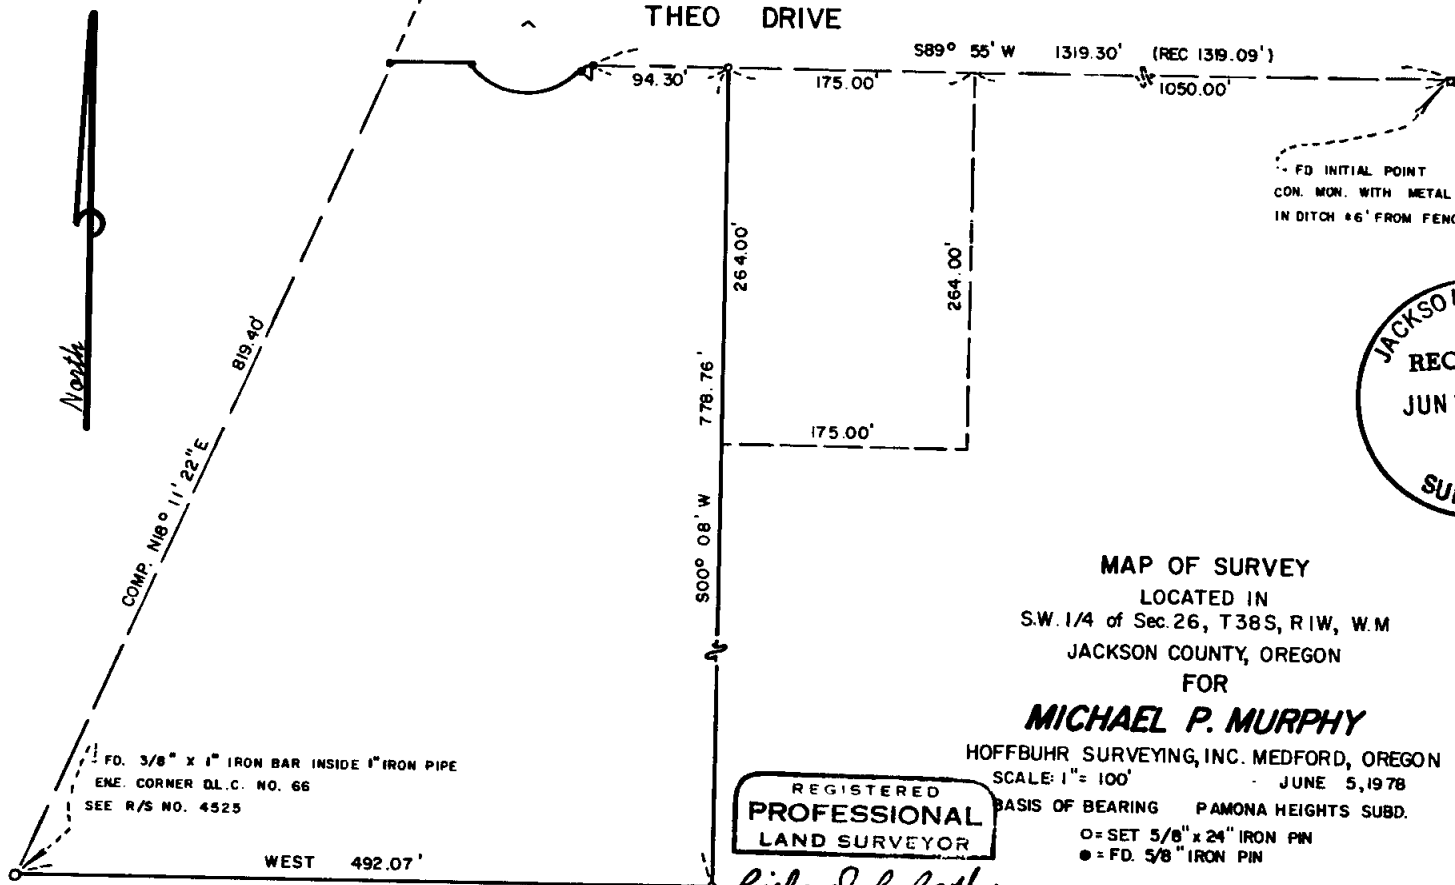 THEO DRIVE
S89° 55' W 1319.30' (REC 1319.09')
94.30'
175.00'
1050.00'
FD INITIAL POINT
CON. MON. WITH METAL
IN DITCH ±6' FROM FENC
264.00'
264.00'
778.76'
175.00'
S00° 08' W
819.40'
COMP. N18° 11' 22" E
North
JACKSO
REC
JUN
SU
MAP OF SURVEY
LOCATED IN
S.W. 1/4 of Sec. 26, T38S, R1W, W.M
JACKSON COUNTY, OREGON
FOR
MICHAEL P. MURPHY
HOFFBUHR SURVEYING, INC. MEDFORD, OREGON
SCALE: 1" = 100' - JUNE 5, 1978
BASIS OF BEARING PAMONA HEIGHTS SUBD.
O = SET 5/8" x 24" IRON PIN
● = FD. 5/8" IRON PIN
FD. 3/8" X 1" IRON BAR INSIDE 1" IRON PIPE
ENE. CORNER D.L.C. NO. 66
SEE R/S NO. 4525
WEST 492.07'
REGISTERED
PROFESSIONAL
LAND SURVEYOR